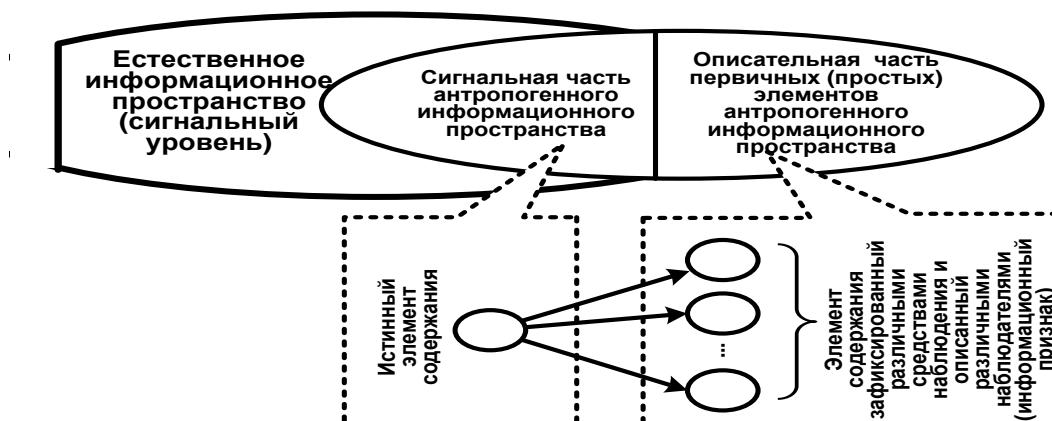 Естественное
информационное
пространство
(сигнальный
уровень)
Сигнальная часть
антропогенного
информационного
пространства
Описательная часть
первичных (простых)
элементов
антропогенного
информационного
пространства
Истинный
элемент
содержания
...
Элемент
содержания
зафиксированный
различными
средствами
наблюдения и
описанный
различными
наблюдателями
(информационный
признак)